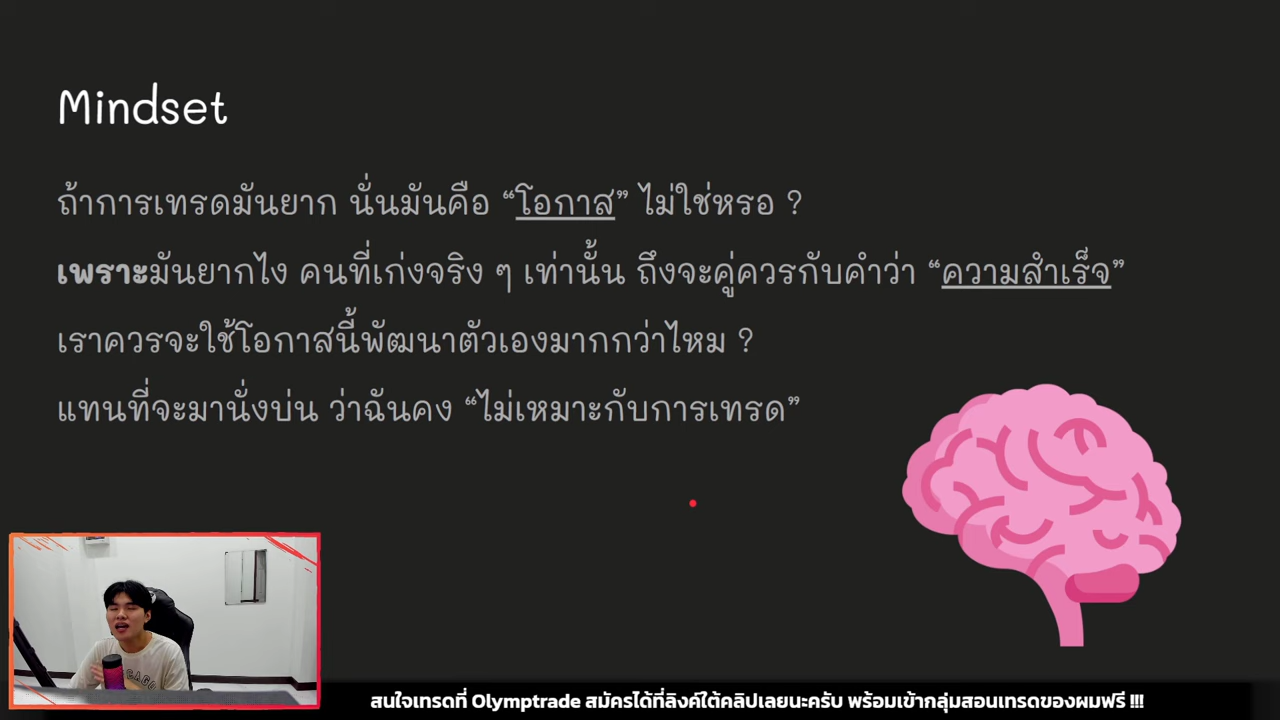 Mindset
ถ้าการเทรดมันยาก นั่นมันคือ “โอกาส” ไม่ใช่หรอ ?
เพราะมันยากไง คนที่เก่งจริง ๆ เท่านั้น ถึงจะคู่ควรกับคำว่า “ความสำเร็จ”
เราควรจะใช้โอกาสนี้พัฒนาตัวเองมากกว่าไหม ?
แทนที่จะมานั่งบ่น ว่าฉันคง “ไม่เหมาะกับการเทรด”
สนใจเทรดที่ Olymptrade สมัครได้ที่ลิงค์ใต้คลิปเลยนะครับ พร้อมเข้ากลุ่มสอนเทรดของผมฟรี !!!